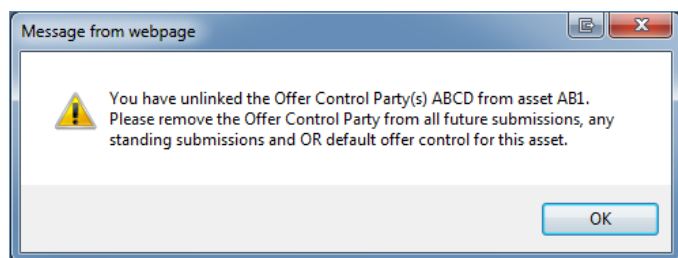 Message from webpage
You have unlinked the Offer Control Party(s) ABCD from asset AB1.
Please remove the Offer Control Party from all future submissions, any
standing submissions and OR default offer control for this asset.
OK